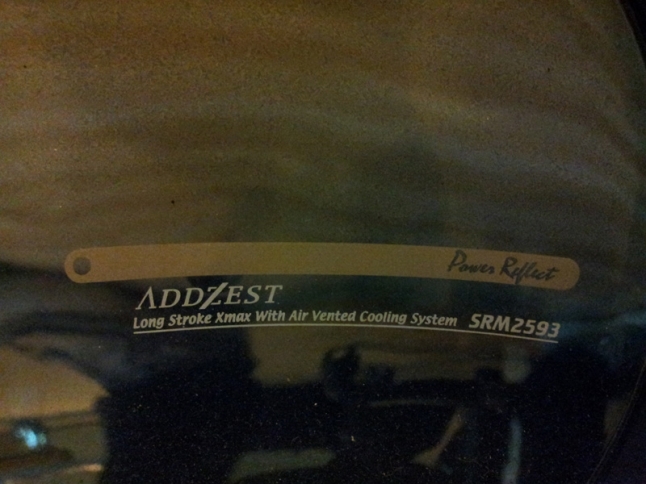 Power Reflect
ADDZEST
Long Stroke Xmax With Air Vented Cooling System SRM2593